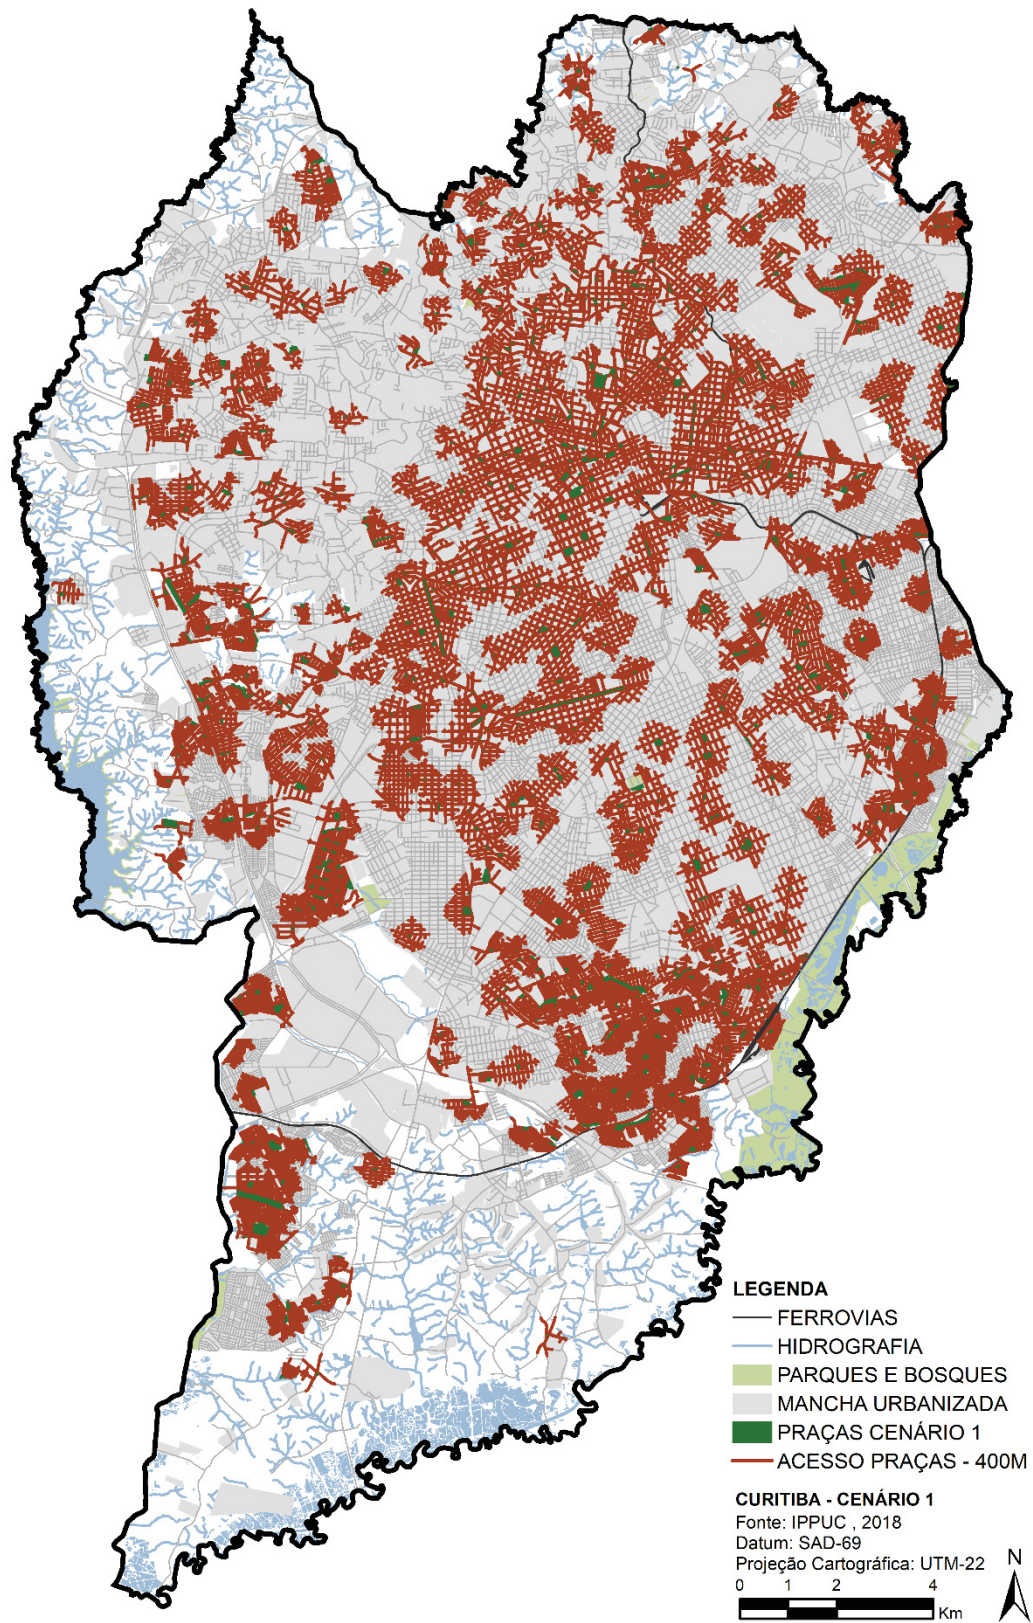 LEGENDA
FERROVIAS
HIDROGRAFIA
PARQUES E BOSQUES
MANCHA URBANIZADA
PRAÇAS CENÁRIO 1
ACESSO PRAÇAS - 400M
CURITIBA - CENÁRIO 1
Fonte: IPPUC , 2018
Datum: SAD-69
Projeção Cartográfica: UTM-22
N
0 1 2 4
Km